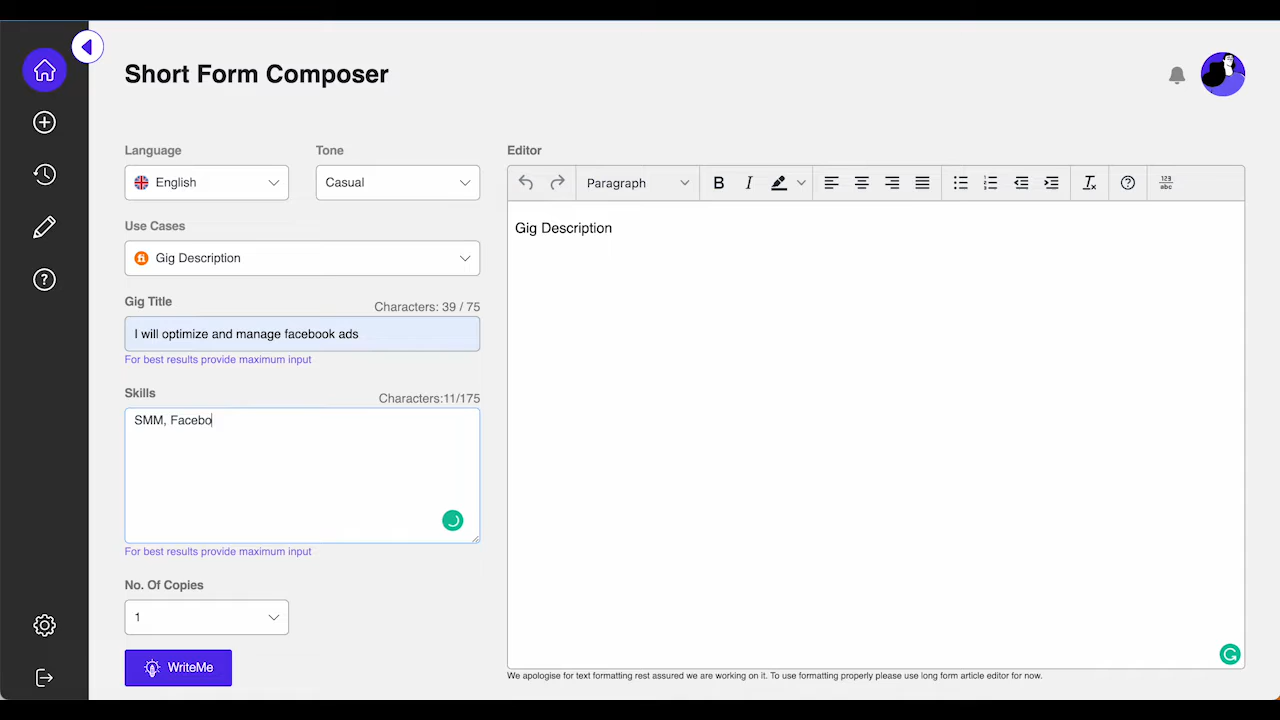 Short Form Composer
Language
Tone
English
Casual
Use Cases
fi Gig Description
Gig Title
Characters: 39 / 75
I will optimize and manage facebook ads
For best results provide maximum input
Skills
Characters:11/175
SMM, Facebo
For best results provide maximum input
No. Of Copies
1
WriteMe
Editor
Paragraph
B I
123
abc
Gig Description
We apologise for text formatting rest assured we are working on it. To use formatting properly please use long form article editor for now.